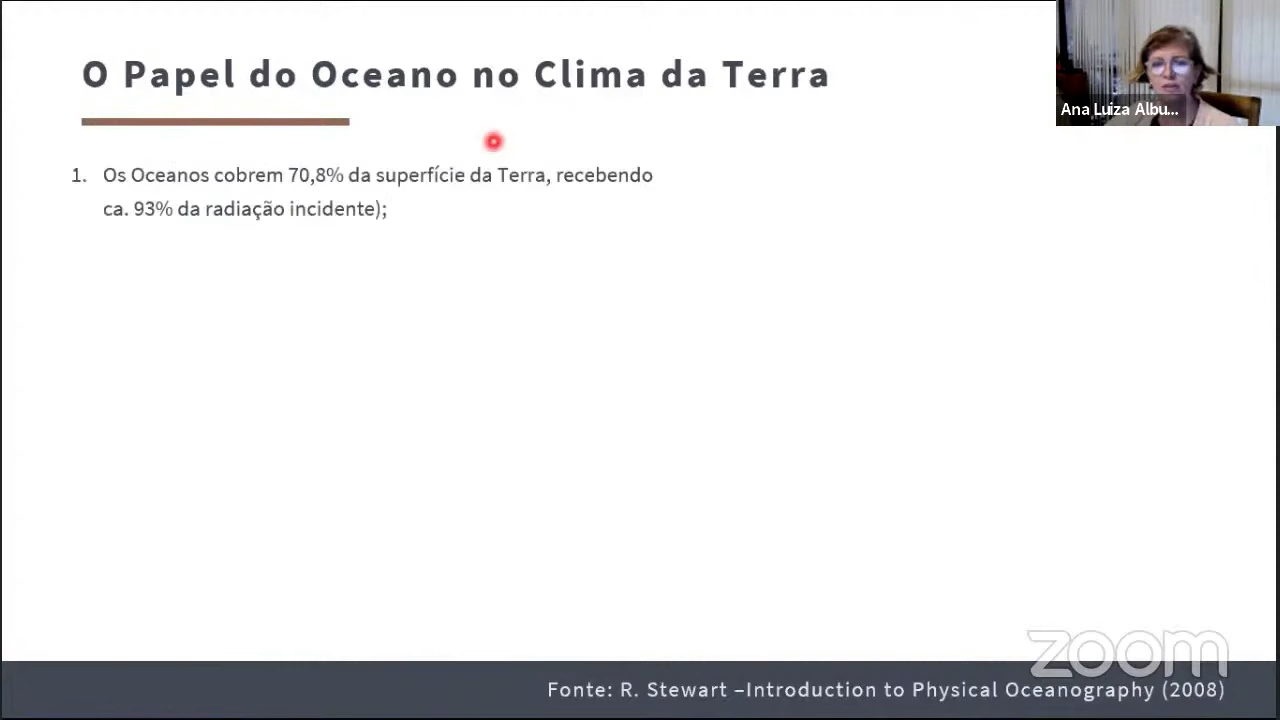 O Papel do Oceano no Clima da Terra
Ana Luiza Albu...
1. Os Oceanos cobrem 70,8% da superfície da Terra, recebendo
ca. 93% da radiação incidente);
zoom
Fonte: R. Stewart –Introduction to Physical Oceanography (2008)